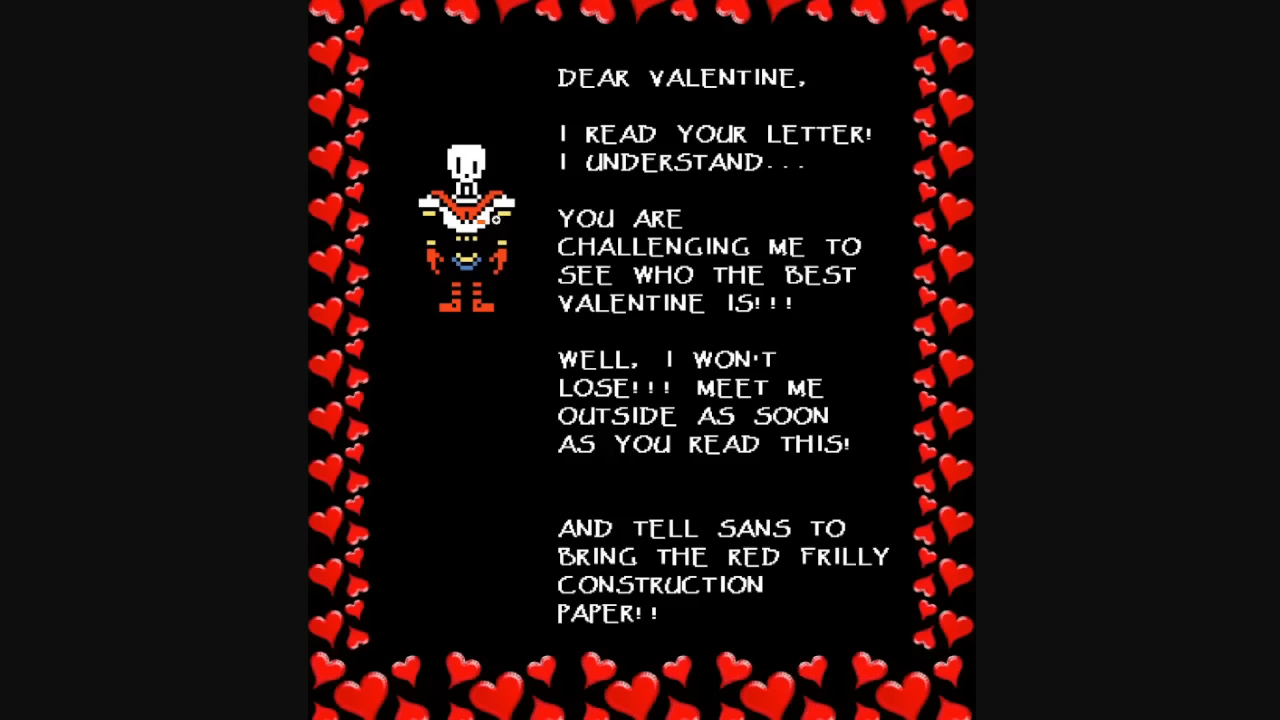 DEAR VALENTINE,
I READ YOUR LETTER!
I UNDERSTAND...
YOU ARE
CHALLENGING ME TO
SEE WHO THE BEST
VALENTINE IS!!!
WELL, I WON'T
LOSE!!! MEET ME
OUTSIDE AS SOON
AS YOU READ THIS!
AND TELL SANS TO
BRING THE RED FRILLY
CONSTRUCTION
PAPER!!